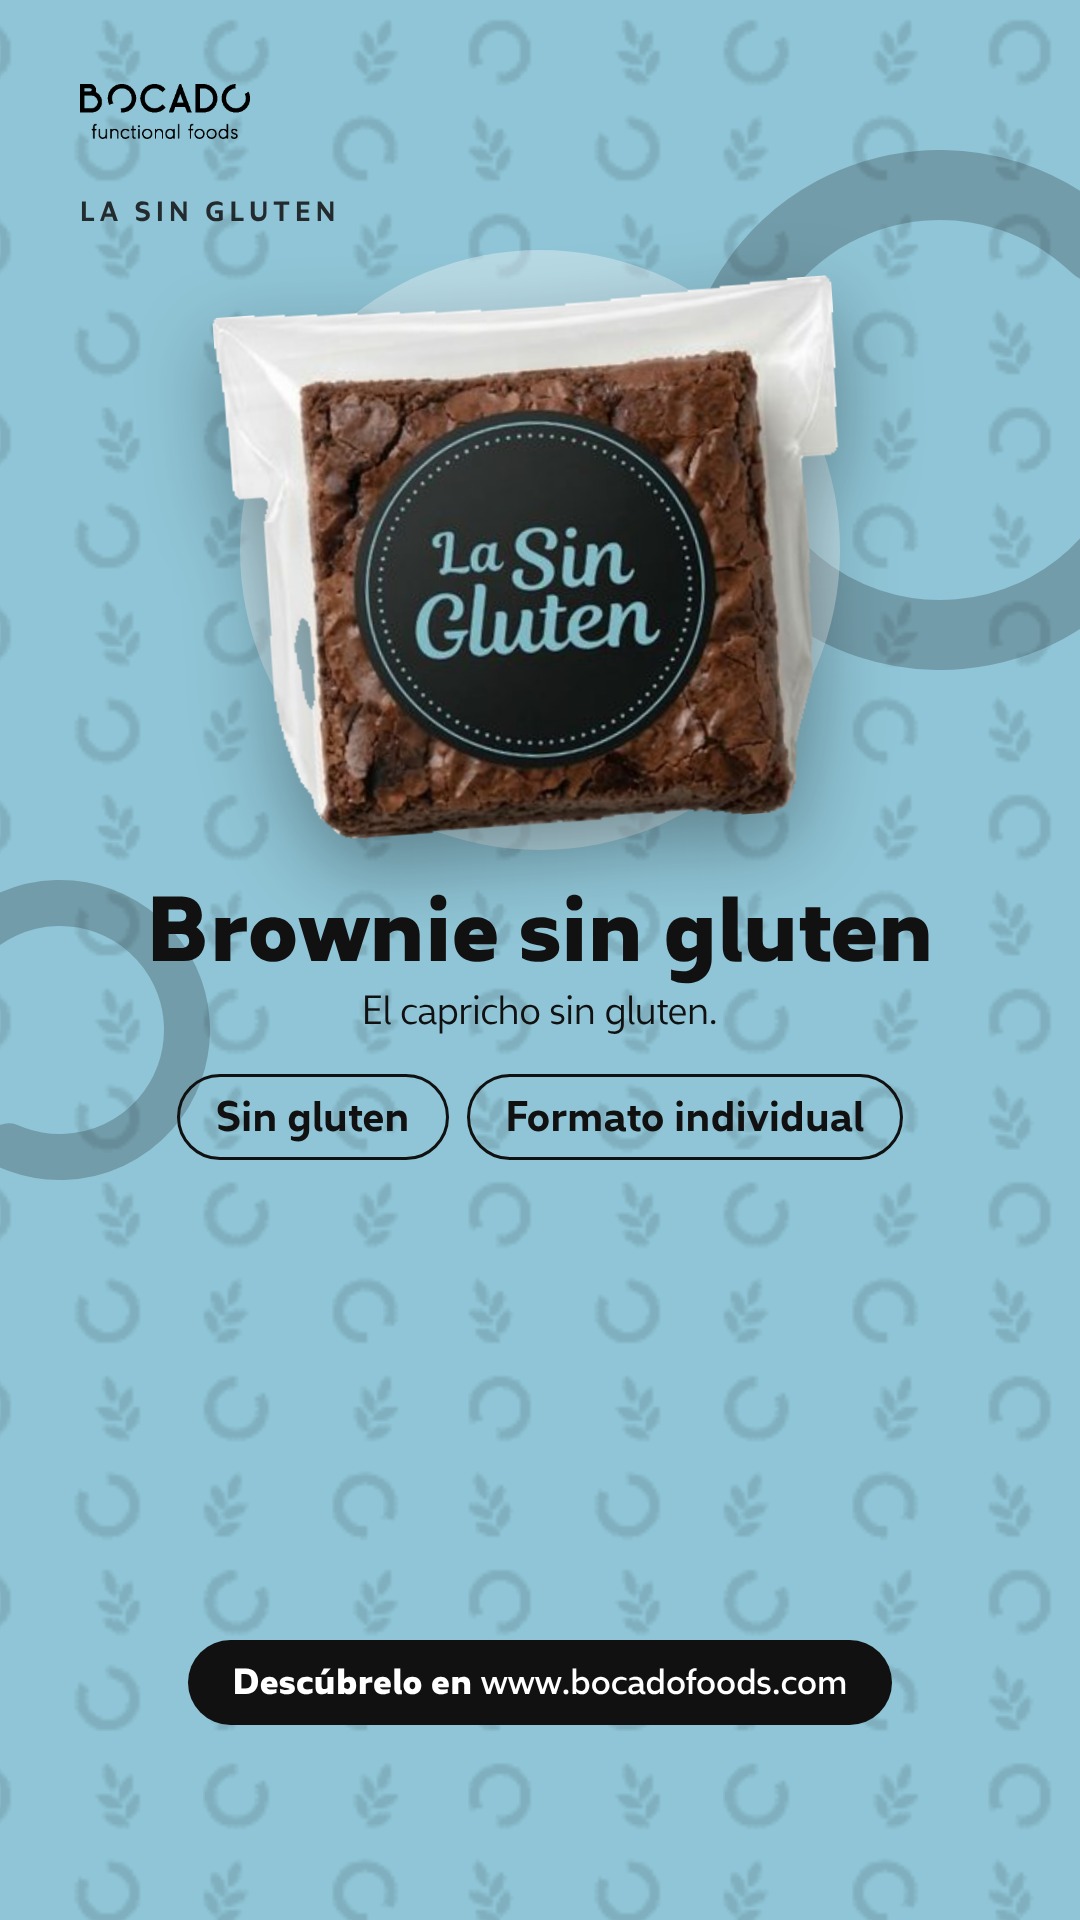 BOCADO
functional foods
LA SIN GLUTEN
La Sin
Gluten
Brownie sin gluten
El capricho sin gluten.
Sin gluten
Formato individual
Descúbrelo en www.bocadofoods.com